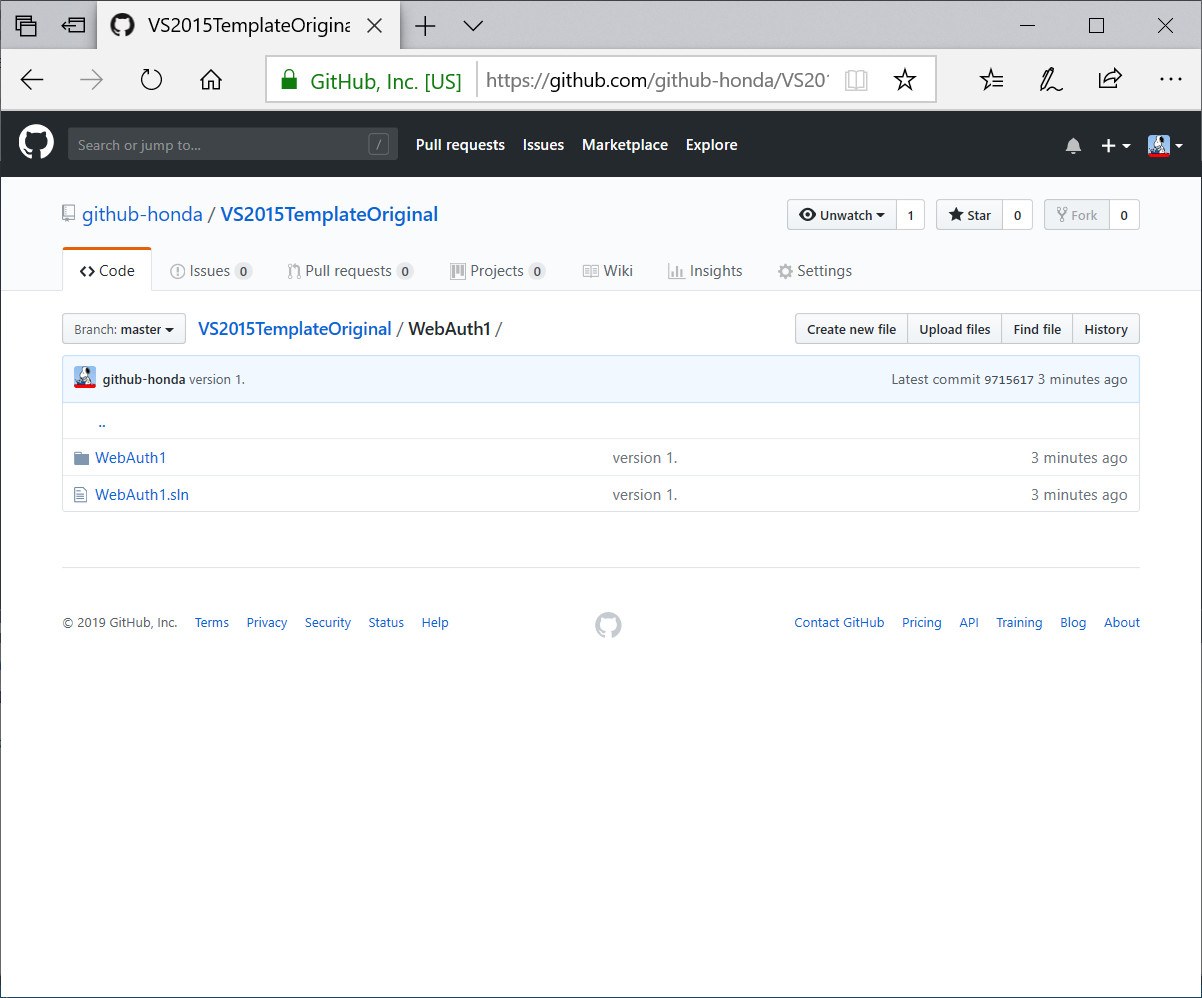 VS2015TemplateOrigina
GitHub, Inc. [US] https://github.com/github-honda/VS20
Search or jump to... / Pull requests Issues Marketplace Explore
github-honda / VS2015TemplateOriginal Unwatch 1 Star 0 Fork 0
Code Issues 0 Pull requests 0 Projects 0 Wiki Insights Settings
Branch: master VS2015TemplateOriginal / WebAuth1 / Create new file Upload files Find file History
github-honda version 1. Latest commit 9715617 3 minutes ago
..
WebAuth1 version 1. 3 minutes ago
WebAuth1.sln version 1. 3 minutes ago
© 2019 GitHub, Inc. Terms Privacy Security Status Help Contact GitHub Pricing API Training Blog About